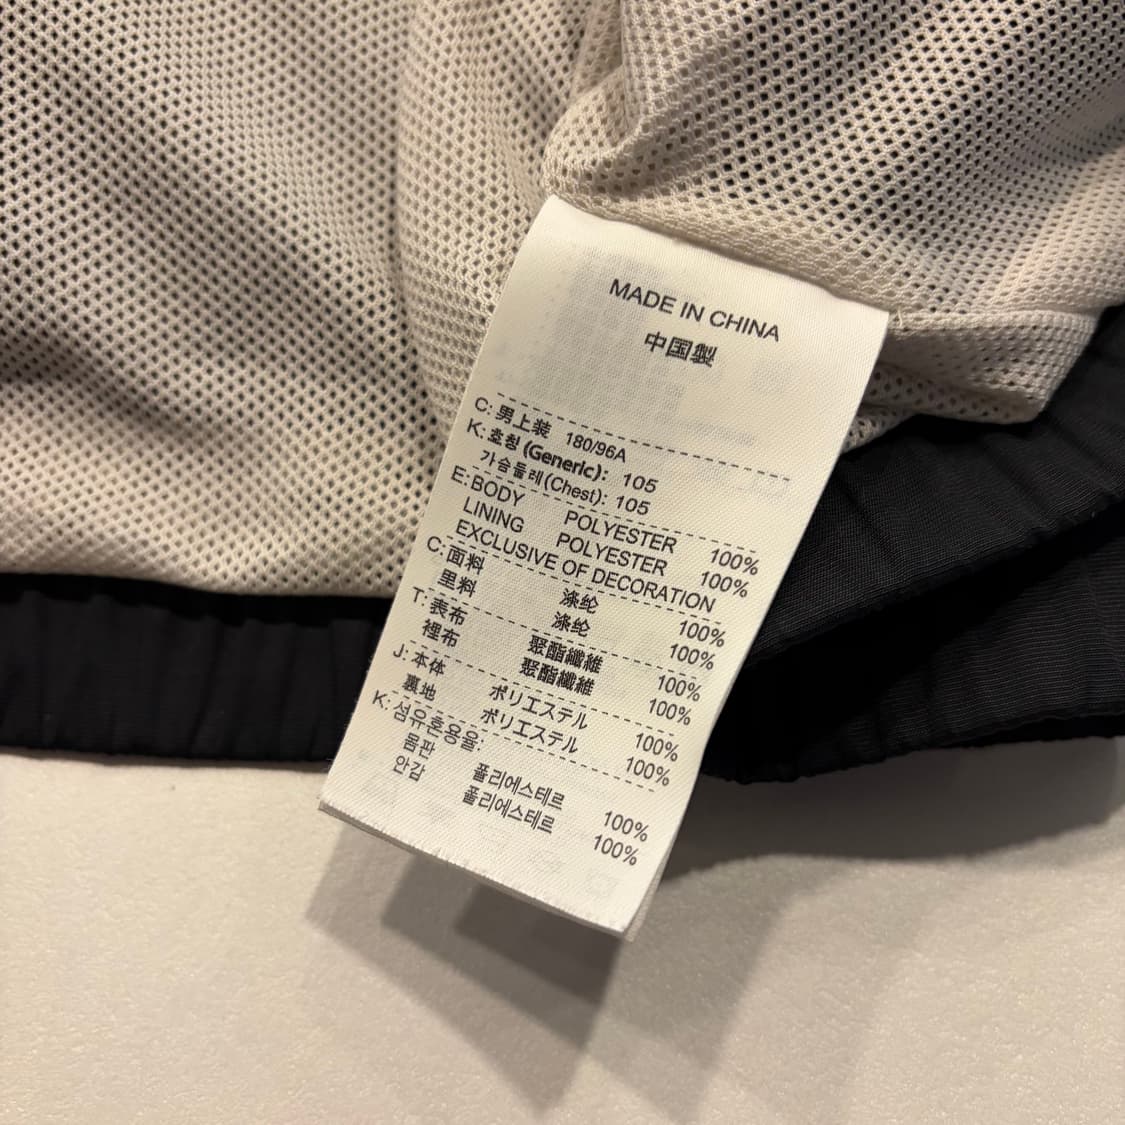 MADE IN CHINA
中国製
C: 男上装 180/96A
K: 호칭 (Generic): 105
가슴둘레(Chest): 105
E: BODY POLYESTER 100%
LINING POLYESTER 100%
EXCLUSIVE OF DECORATION
C: 面料 涤纶 100%
里料 涤纶 100%
T: 表布 聚酯纖維 100%
裡布 聚酯纖維 100%
J: 本体 ポリエステル 100%
裏地 ポリエステル 100%
K: 섬유혼용율:
몸판 폴리에스테르 100%
안감 폴리에스테르 100%